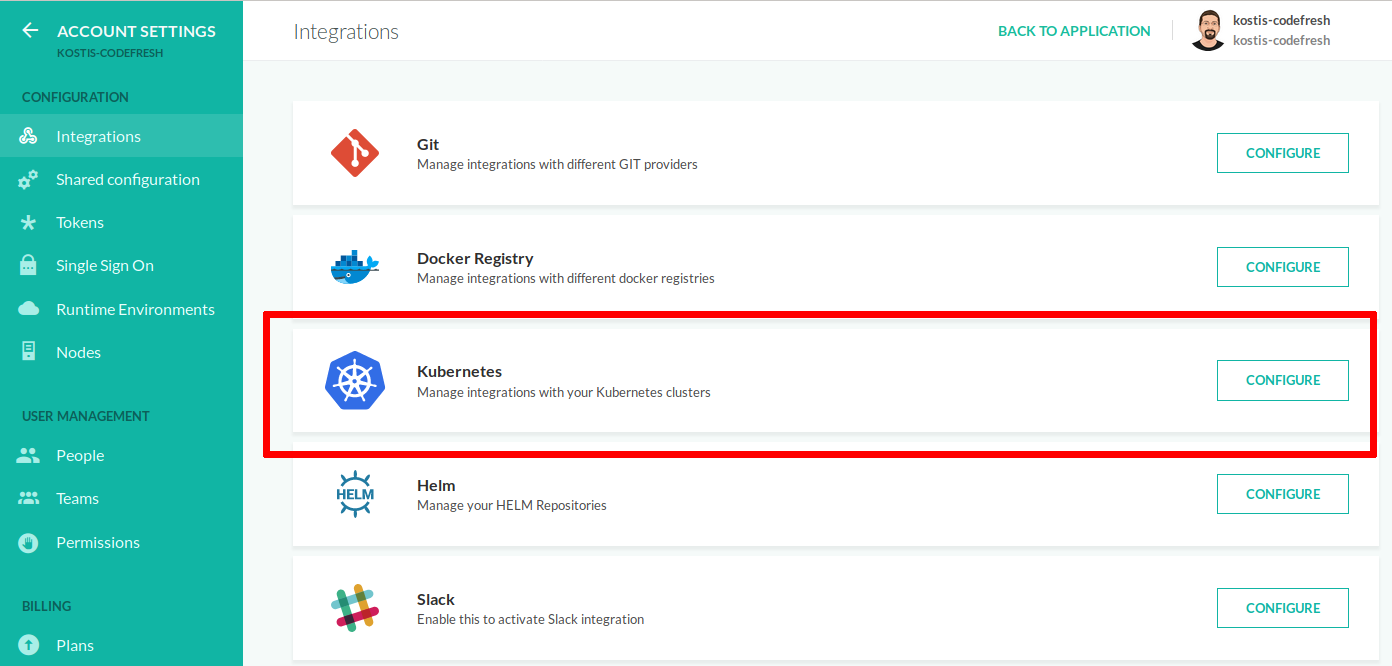 ACCOUNT SETTINGS
KOSTIS-CODEFRESH
CONFIGURATION
Integrations
Shared configuration
Tokens
Single Sign On
Runtime Environments
Nodes
USER MANAGEMENT
People
Teams
Permissions
BILLING
Plans
Integrations
BACK TO APPLICATION
kostis-codefresh
kostis-codefresh
Git
Manage integrations with different GIT providers
CONFIGURE
Docker Registry
Manage integrations with different docker registries
CONFIGURE
Kubernetes
Manage integrations with your Kubernetes clusters
CONFIGURE
HELM
Helm
Manage your HELM Repositories
CONFIGURE
Slack
Enable this to activate Slack integration
CONFIGURE